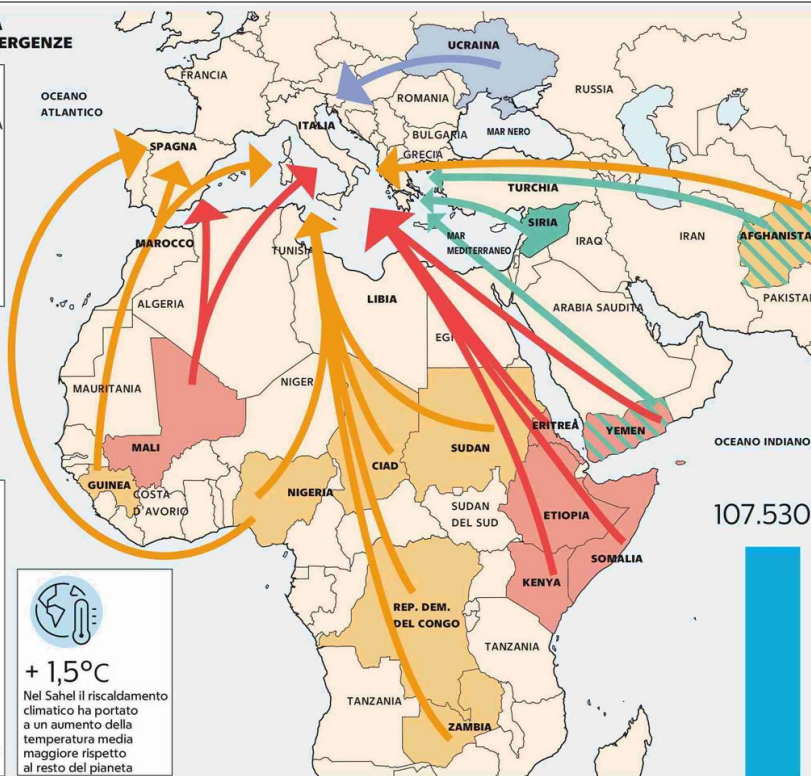 ERGENZE
UCRAINA
FRANCIA
RUSSIA
OCEANO
ATLANTICO
ROMANIA
ITALIA
BULGARIA
MAR NERO
SPAGNA
GRECIA
TURCHIA
SIRIA
MAROCCO
TUNISI
MAR
MEDITERRANEO
IRAQ
IRAN
AFGHANISTA
PAKISTA
LIBIA
ALGERIA
EGI
ARABIA SAUDITA
MAURITANIA
NIGER
ERITREA
YEMEN
OCEANO INDIANO
MALI
SUDAN
CIAD
GUINEA
COSTA
D'AVORIO
NIGERIA
SUDAN
DEL SUD
ETIOPIA
107.530
SOMALIA
KENYA
REP. DEM.
DEL CONGO
TANZANIA
TANZANIA
ZAMBIA
+ 1,5°C
Nel Sahel il riscaldamento
climatico ha portato
a un aumento della
temperatura media
maggiore rispetto
al resto del pianeta